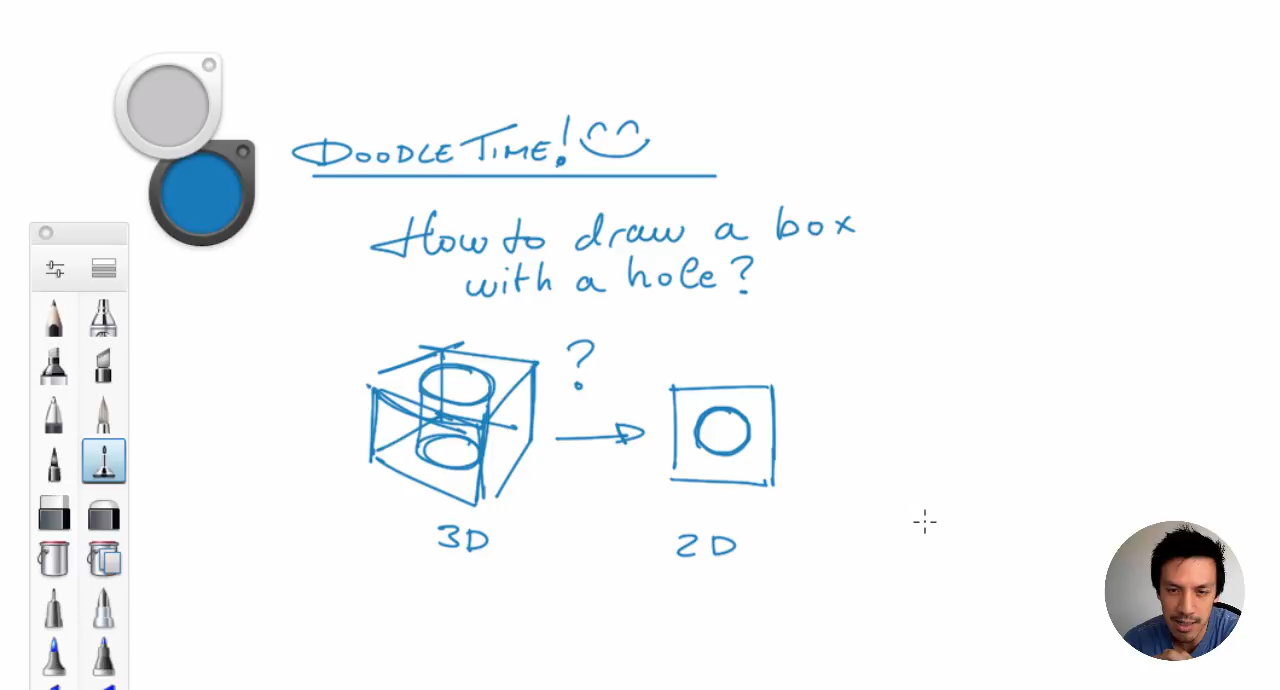 DOODLE TIME!
How to draw a box
with a hole?
?
3D
2D